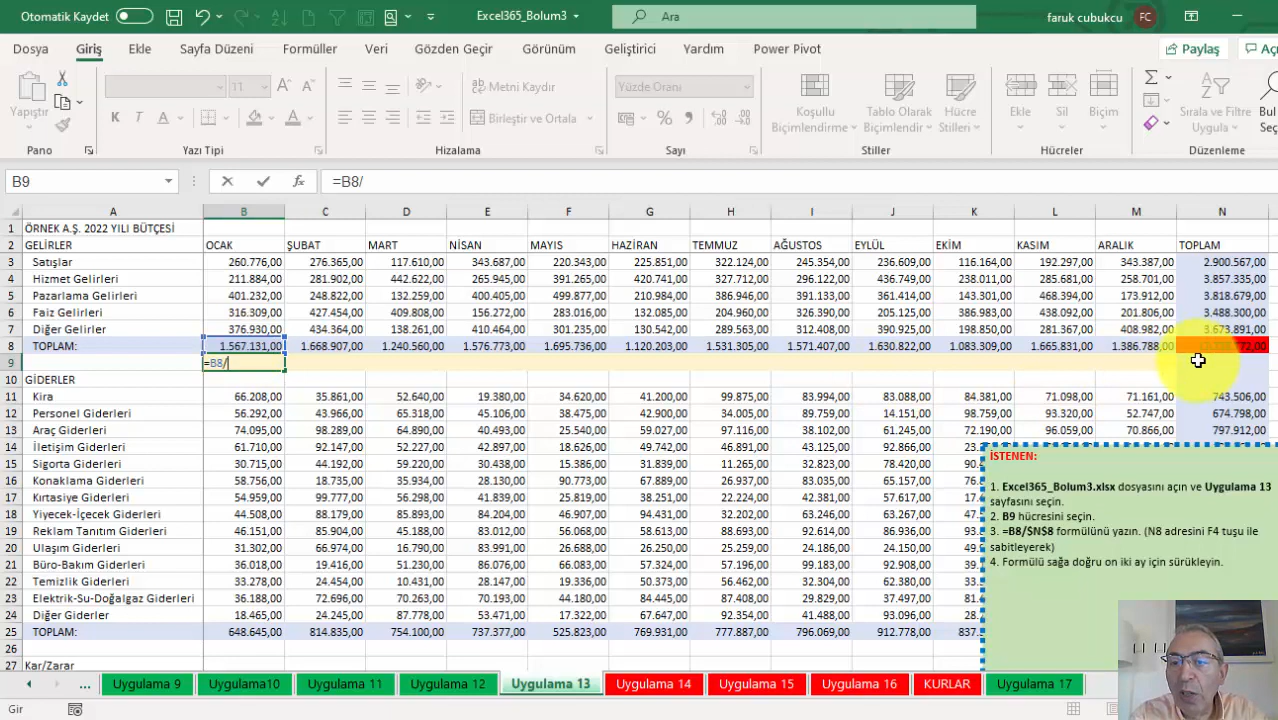 Otomatik Kaydet
Excel365_Bolum3
Ara
faruk cubukcu
FC
Dosya Giriş Ekle Sayfa Düzeni Formüller Veri Gözden Geçir Görünüm Geliştirici Yardım Power Pivot Paylaş
Yapıştır
Pano
11
K T A
Yazı Tipi
Metni Kaydır
Birleştir ve Ortala
Hizalama
Yüzde Oranı
Sayı
Koşullu Biçimlendirme
Tablo Olarak Biçimlendir
Hücre Stilleri
Stiller
Ekle Sil Biçim
Hücreler
Sırala ve Filtre Uygula
Düzenleme
B9 =B8/
A B C D E F G H I J K L M N
1 ÖRNEK A.Ş. 2022 YILI BÜTÇESİ
2 GELİRLER OCAK ŞUBAT MART NİSAN MAYIS HAZİRAN TEMMUZ AĞUSTOS EYLÜL EKİM KASIM ARALIK TOPLAM
3 Satışlar 260.776,00 276.365,00 117.610,00 343.687,00 220.343,00 225.851,00 322.124,00 245.354,00 236.609,00 116.164,00 192.297,00 343.387,00 2.900.567,00
4 Hizmet Gelirleri 211.884,00 281.902,00 442.622,00 265.945,00 391.265,00 420.741,00 327.712,00 322.296,00 436.749,00 238.011,00 285.681,00 258.701,00 3.857.335,00
5 Pazarlama Gelirleri 401.232,00 248.822,00 132.259,00 400.405,00 499.877,00 210.984,00 386.946,00 391.133,00 361.414,00 143.301,00 468.394,00 173.912,00 3.818.679,00
6 Faiz Gelirleri 316.309,00 427.454,00 409.808,00 156.272,00 283.016,00 132.085,00 204.960,00 300.216,00 205.125,00 386.983,00 438.092,00 201.806,00 3.488.300,00
7 Diğer Gelirler 376.930,00 434.364,00 138.261,00 410.464,00 301.235,00 130.542,00 289.563,00 312.408,00 390.925,00 198.850,00 281.367,00 408.982,00 3.673.891,00
8 TOPLAM: 1.567.131,00 1.668.907,00 1.240.560,00 1.576.773,00 1.695.736,00 1.120.203,00 1.531.305,00 1.571.407,00 1.630.822,00 1.083.309,00 1.665.831,00 1.386.788,00
9 =B8/
10 GİDERLER
11 Kira 66.208,00 35.861,00 52.640,00 19.380,00 34.620,00 41.200,00 99.875,00 83.994,00 83.088,00 84.381,00 71.098,00 71.161,00 743.506,00
12 Personel Giderleri 56.292,00 43.966,00 65.318,00 45.106,00 38.475,00 42.900,00 34.005,00 89.759,00 14.151,00 98.759,00 93.320,00 52.747,00 674.798,00
13 Araç Giderleri 74.095,00 98.289,00 64.890,00 40.493,00 25.540,00 59.027,00 97.116,00 38.102,00 61.245,00 72.190,00 96.059,00 70.866,00 797.912,00
14 İletişim Giderleri 61.710,00 92.147,00 52.227,00 42.897,00 18.626,00 49.742,00 46.891,00 43.125,00 92.866,00
15 Sigorta Giderleri 30.715,00 44.192,00 59.220,00 30.438,00 15.386,00 31.839,00 11.265,00 32.823,00 78.420,00
16 Konaklama Giderleri 58.756,00 18.735,00 35.934,00 28.130,00 90.773,00 67.889,00 26.937,00 83.034,00 65.157,00
17 Kırtasiye Giderleri 54.959,00 99.777,00 26.298,00 41.839,00 25.819,00 38.251,00 22.724,00 31.424,00 57.617,00
18 Yiyecek-İçecek Giderleri 44.508,00 58.177,00 85.893,00 84.204,00 46.907,00 44.431,00 63.246,00 63.267,00 38.117,00
19 Reklam Tanıtım Giderleri 46.151,00 85.904,00 57.378,00 83.012,00 56.068,00 58.613,00 88.693,00 92.614,00 86.936,00
20 Ulaşım Giderleri 31.302,00 66.974,00 16.790,00 83.991,00 26.688,00 26.250,00 25.259,00 24.186,00 24.150,00
21 Büro-Bakım Giderleri 36.018,00 19.416,00 51.230,00 86.076,00 66.083,00 57.324,00 57.196,00 99.183,00 92.908,00
22 Temizlik Giderleri 33.278,00 24.454,00 10.431,00 28.147,00 19.336,00 50.373,00 56.462,00 43.684,00 62.380,00
23 Elektrik-Su-Doğalgaz Giderleri 36.188,00 72.696,00 70.273,00 70.193,00 44.180,00 84.445,00 87.408,00 29.829,00 37.497,00
24 Diğer Giderler 18.465,00 24.245,00 87.778,00 53.471,00 17.322,00 67.647,00 92.354,00 41.488,00 93.096,00
25 TOPLAM: 648.645,00 814.835,00 754.100,00 737.377,00 525.823,00 769.931,00 777.887,00 796.069,00 912.778,00 837.
26
27 Kar/Zarar
İSTENEN:
1. Excel365_Bolum3.xlsx dosyasını açın ve Uygulama 13
sayfasını seçin.
2. B9 hücresini seçin.
3. =B8/$N$8 formülünü yazın. (N8 adresini F4 tuşu ile
sabitleyerek)
4. Formülü sağa doğru on iki ay için sürükleyin.
... Uygulama 9 Uygulama10 Uygulama 11 Uygulama 12 Uygulama 13 Uygulama 14 Uygulama 15 Uygulama 16 KURLAR Uygulama 17
Gir